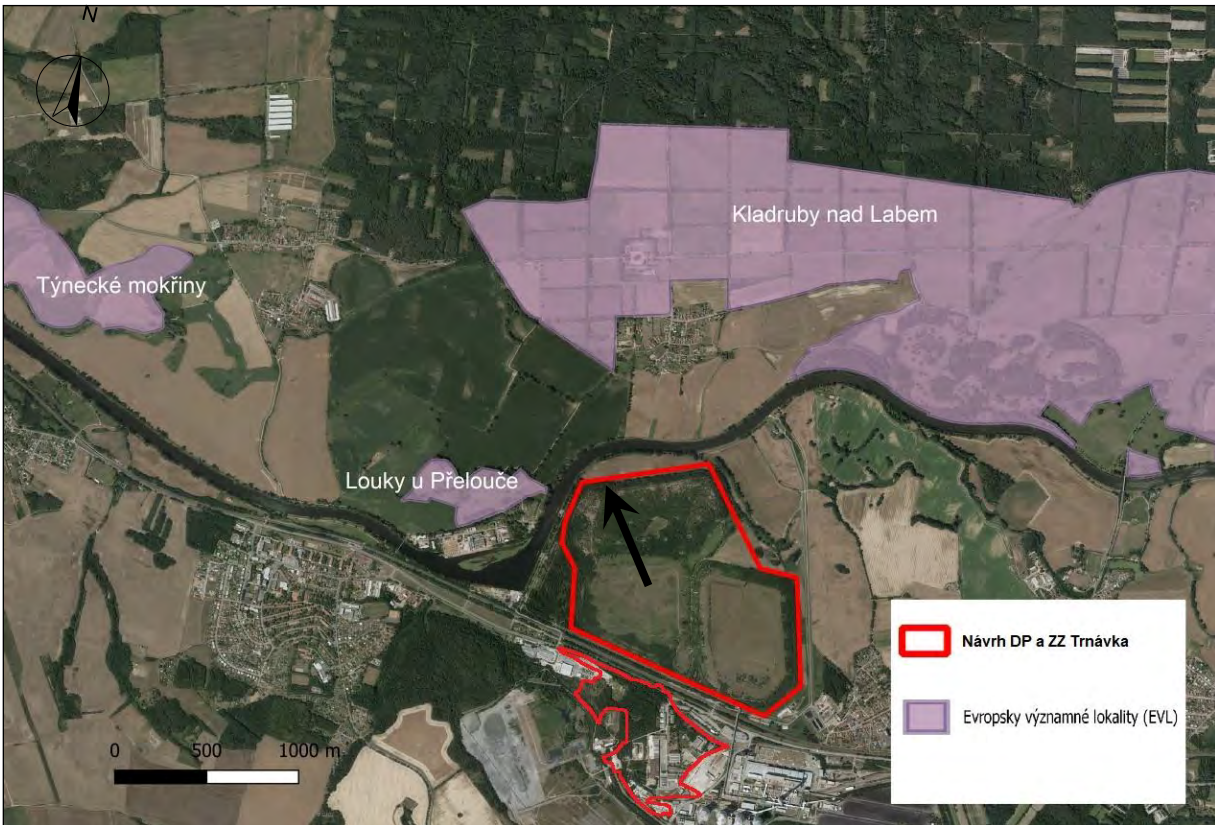 N
Kladruby nad Labem
Týnecké mokřiny
Louky u Přelouče
Návrh DP a ZZ Trnávka
Evropsky významné lokality (EVL)
0 500 1000 m